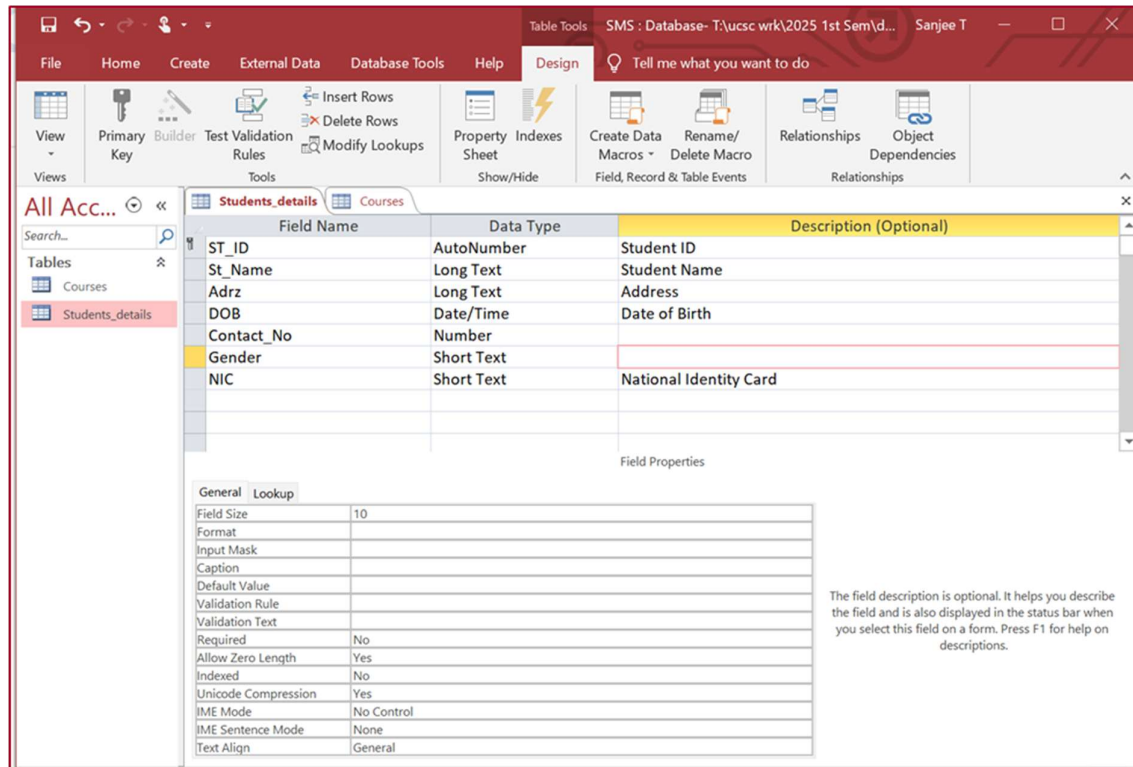 Table Tools SMS : Database- T:\ucsc wrk\2025 1st Sem\d... Sanjee T
File Home Create External Data Database Tools Help Design Tell me what you want to do
View
Primary Key
Builder
Test Validation Rules
Insert Rows
Delete Rows
Modify Lookups
Property Sheet
Indexes
Create Data Macros
Rename/ Delete Macro
Relationships
Object Dependencies
Views Tools Show/Hide Field, Record & Table Events Relationships
All Acc...
Search...
Tables
Courses
Students_details
Students_details Courses
Field Name Data Type Description (Optional)
ST_ID AutoNumber Student ID
St_Name Long Text Student Name
Adrz Long Text Address
DOB Date/Time Date of Birth
Contact_No Number
Gender Short Text
NIC Short Text National Identity Card
Field Properties
General Lookup
Field Size 10
Format
Input Mask
Caption
Default Value
Validation Rule
Validation Text
Required No
Allow Zero Length Yes
Indexed No
Unicode Compression Yes
IME Mode No Control
IME Sentence Mode None
Text Align General
The field description is optional. It helps you describe
the field and is also displayed in the status bar when
you select this field on a form. Press F1 for help on
descriptions.